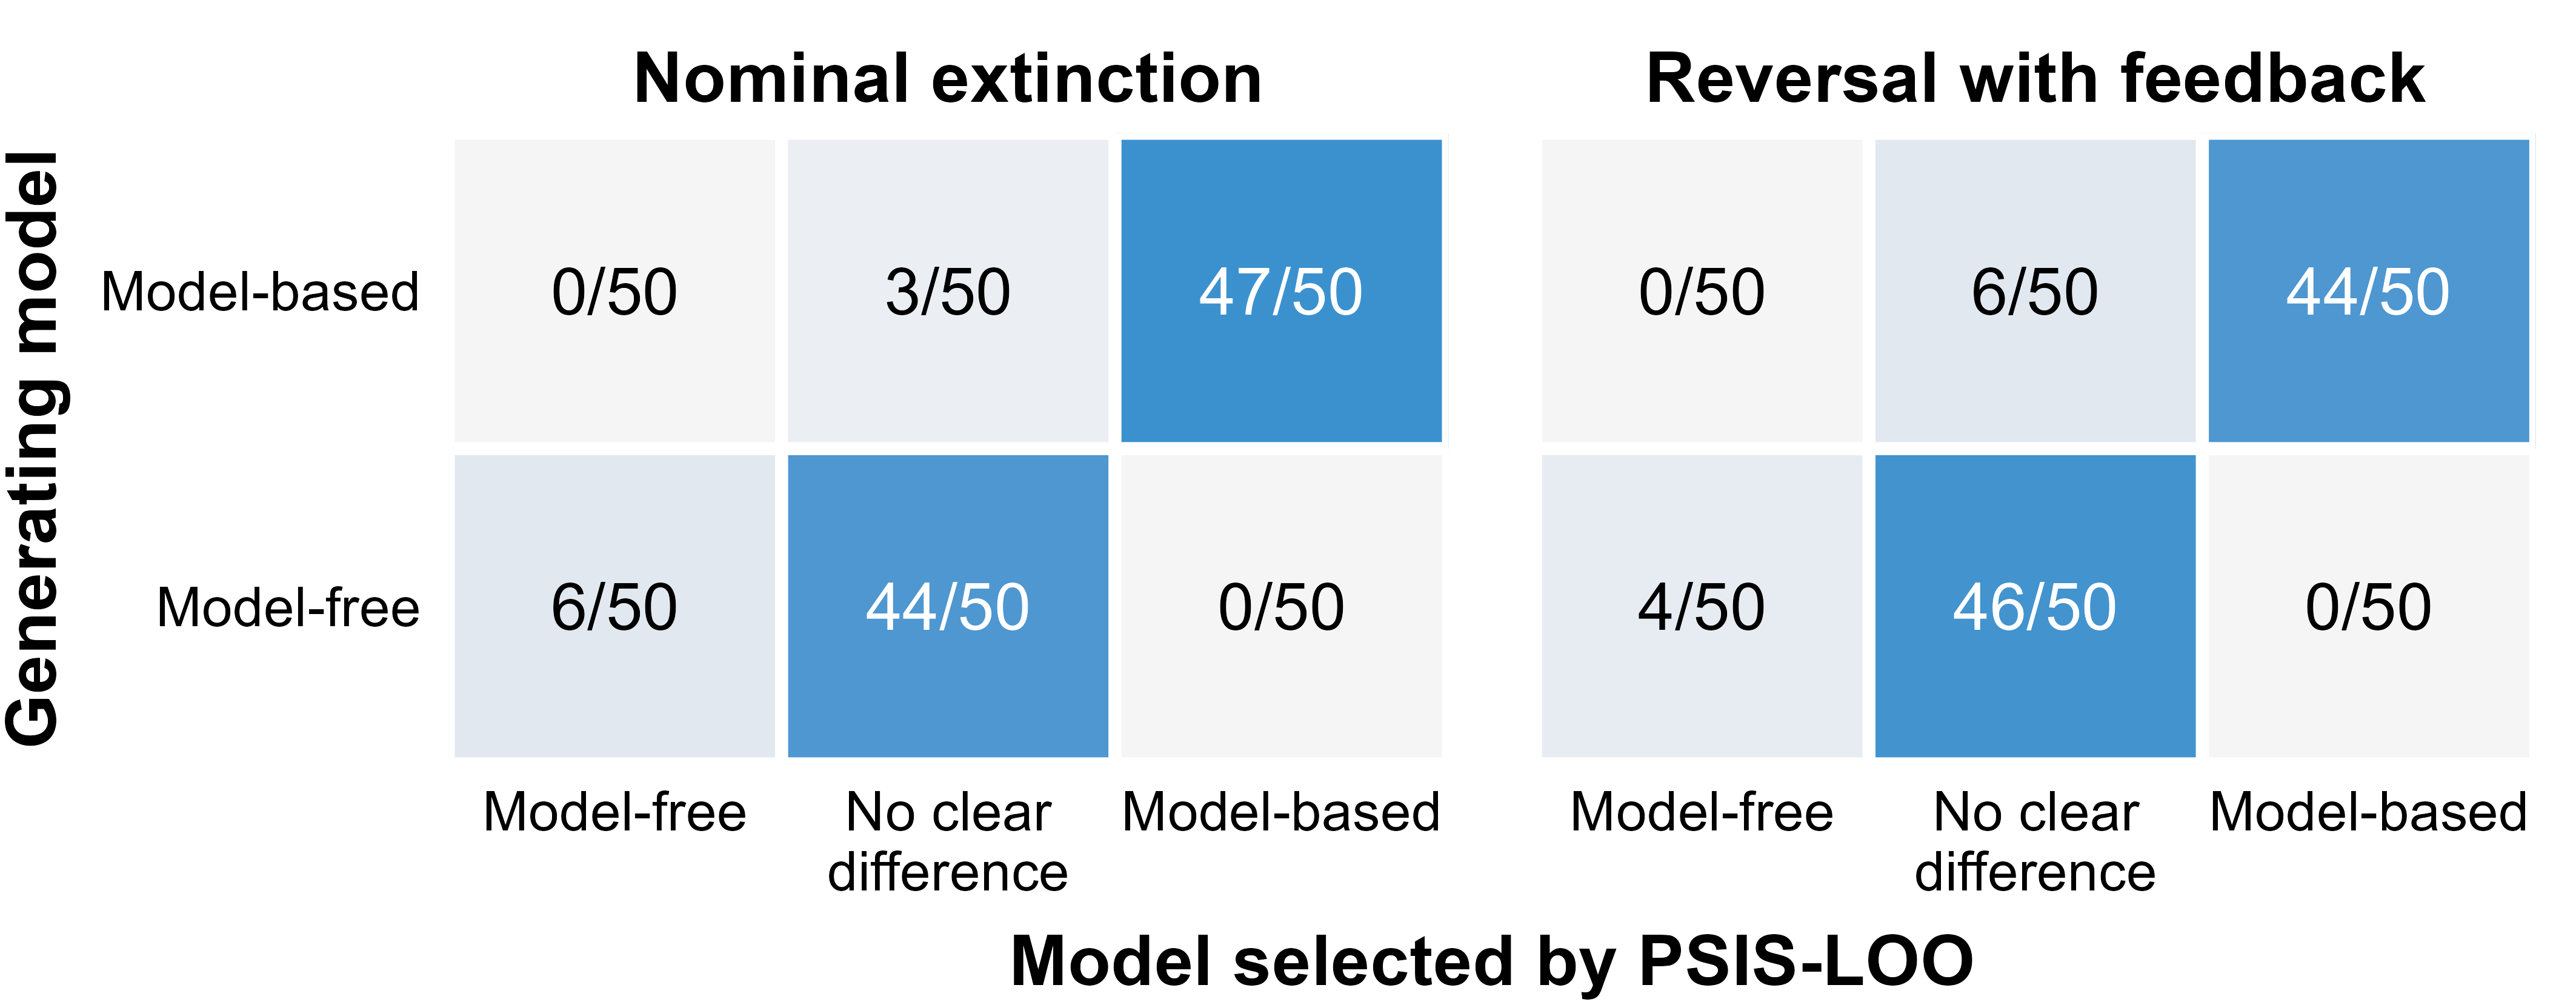 Nominal extinction
Reversal with feedback
Generating model
Model-based
0/50
3/50
47/50
0/50
6/50
44/50
Model-free
6/50
44/50
0/50
4/50
46/50
0/50
Model-free
No clear
difference
Model-based
Model-free
No clear
difference
Model-based
Model selected by PSIS-LOO